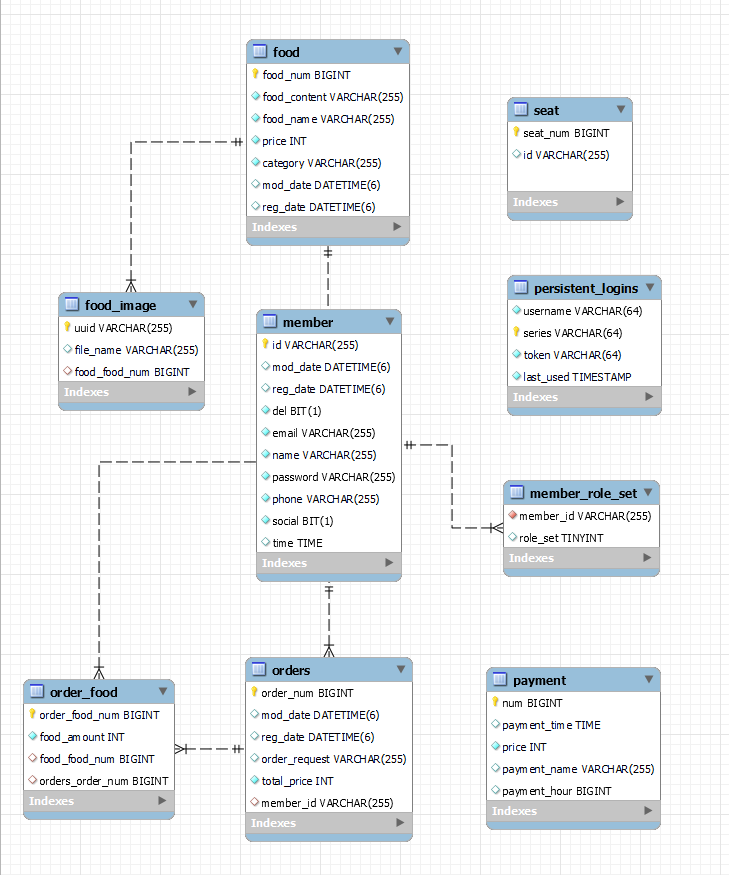 food
food_num BIGINT
food_content VARCHAR(255)
food_name VARCHAR(255)
price INT
category VARCHAR(255)
mod_date DATETIME(6)
reg_date DATETIME(6)
Indexes
seat
seat_num BIGINT
id VARCHAR(255)
Indexes
food_image
uuid VARCHAR(255)
file_name VARCHAR(255)
food_food_num BIGINT
Indexes
member
id VARCHAR(255)
mod_date DATETIME(6)
reg_date DATETIME(6)
del BIT(1)
email VARCHAR(255)
name VARCHAR(255)
password VARCHAR(255)
phone VARCHAR(255)
social BIT(1)
time TIME
Indexes
persistent_logins
username VARCHAR(64)
series VARCHAR(64)
token VARCHAR(64)
last_used TIMESTAMP
Indexes
member_role_set
member_id VARCHAR(255)
role_set TINYINT
Indexes
order_food
order_food_num BIGINT
food_amount INT
food_food_num BIGINT
orders_order_num BIGINT
Indexes
orders
order_num BIGINT
mod_date DATETIME(6)
reg_date DATETIME(6)
order_request VARCHAR(255)
total_price INT
member_id VARCHAR(255)
Indexes
payment
num BIGINT
payment_time TIME
price INT
payment_name VARCHAR(255)
payment_hour BIGINT
Indexes